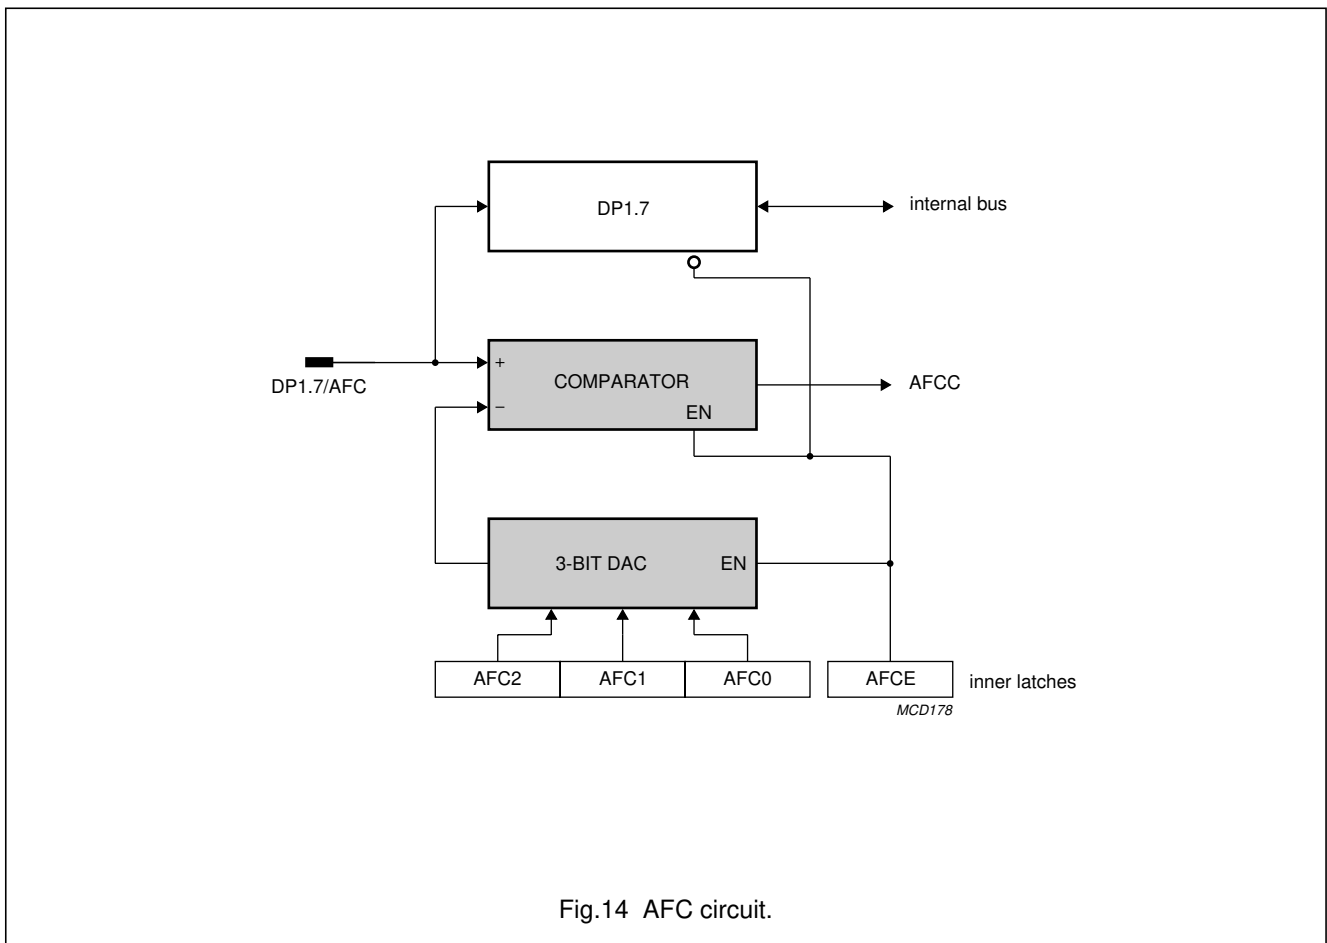 DP1.7
internal bus
DP1.7/AFC
+
COMPARATOR
AFCC
−
EN
3-BIT DAC
EN
AFC2
AFC1
AFC0
AFCE
inner latches
MCD178
Fig.14 AFC circuit.